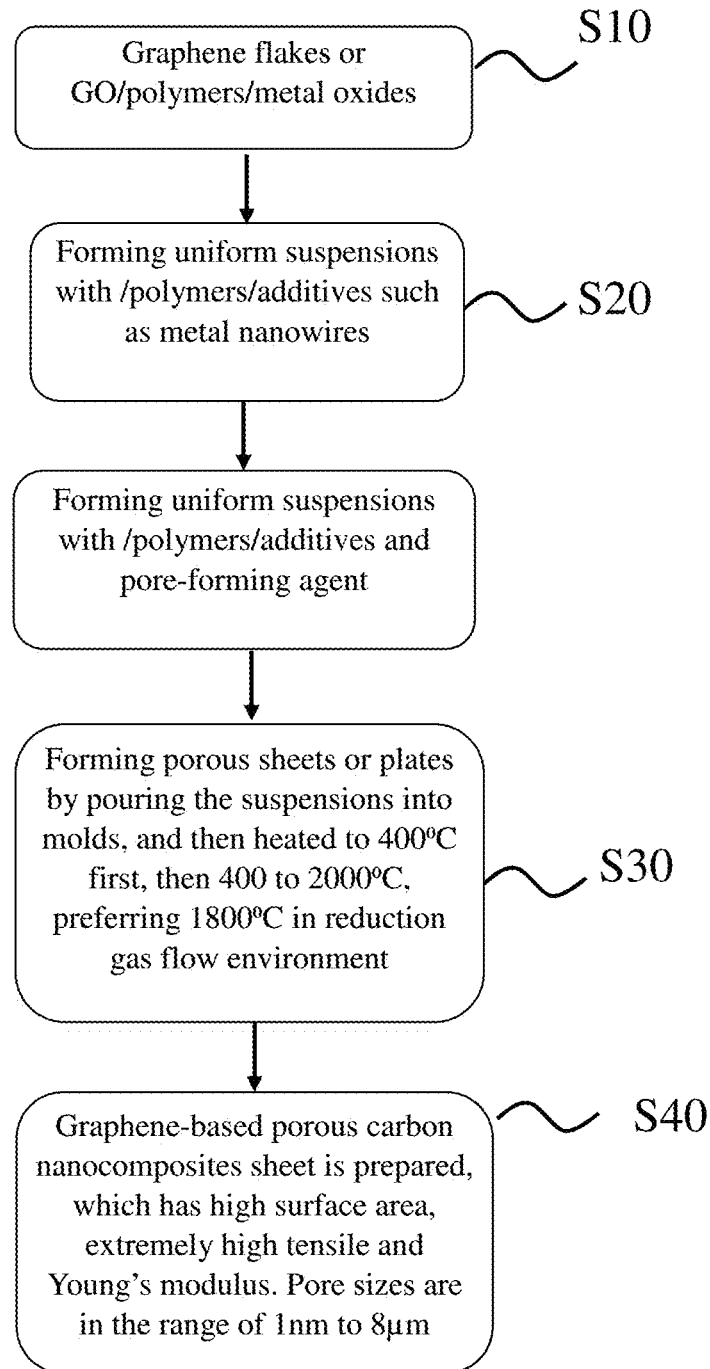 S10
Graphene flakes or
GO/polymers/metal oxides
Forming uniform suspensions
with /polymers/additives such
as metal nanowires
S20
Forming uniform suspensions
with /polymers/additives and
pore-forming agent
Forming porous sheets or plates
by pouring the suspensions into
molds, and then heated to 400⁰C
first, then 400 to 2000⁰C,
preferring 1800⁰C in reduction
gas flow environment
S30
Graphene-based porous carbon
nanocomposites sheet is prepared,
which has high surface area,
extremely high tensile and
Young's modulus. Pore sizes are
in the range of 1nm to 8μm
S40